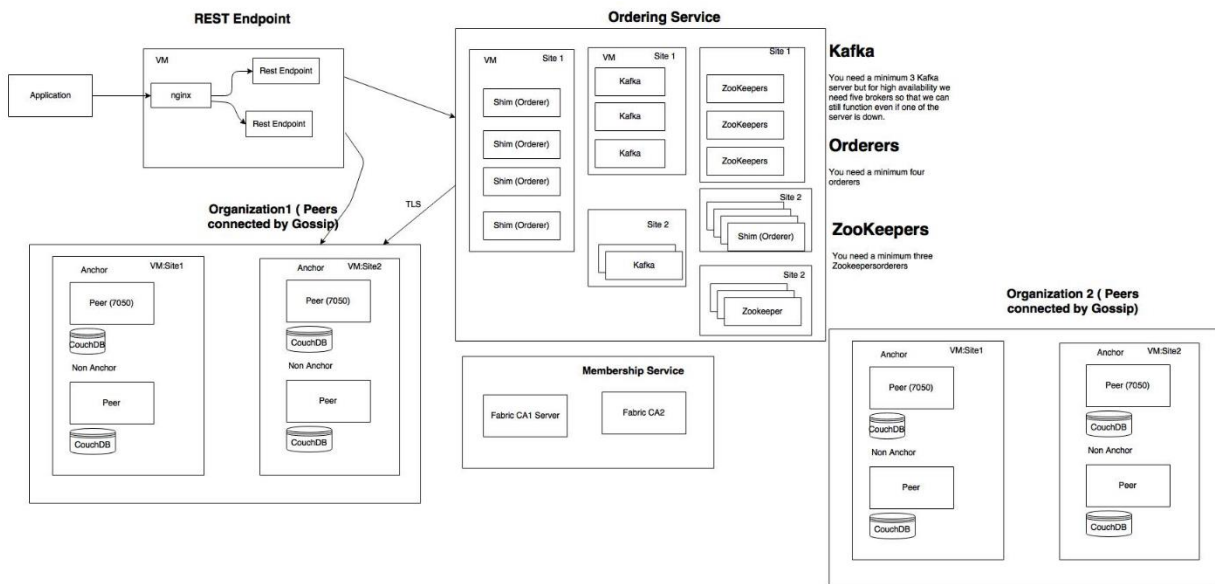 REST Endpoint
VM
Application
nginx
Rest Endpoint
Rest Endpoint
Ordering Service
VM
Site 1
Shim (Orderer)
Shim (Orderer)
Shim (Orderer)
Shim (Orderer)
VM
Site 1
Kafka
Kafka
Kafka
Site 1
ZooKeepers
ZooKeepers
ZooKeepers
Site 2
Kafka
Site 2
Shim (Orderer)
Site 2
Zookeeper
Kafka
You need a minimum 3 Kafka
server but for high availability we
need five brokers so that we can
still function even if one of the
server is down.
Orderers
You need a minimum four
orderers
ZooKeepers
You need a minimum three
Zookeepersorderers
TLS
Organization1 ( Peers
connected by Gossip)
VM:Site1
Anchor
Peer (7050)
CouchDB
Non Anchor
Peer
CouchDB
VM:Site2
Anchor
Peer (7050)
CouchDB
Non Anchor
Peer
CouchDB
Membership Service
Fabric CA1 Server
Fabric CA2
Organization 2 ( Peers
connected by Gossip)
VM:Site1
Anchor
Peer (7050)
CouchDB
Non Anchor
Peer
CouchDB
VM:Site2
Anchor
Peer (7050)
CouchDB
Non Anchor
Peer
CouchDB